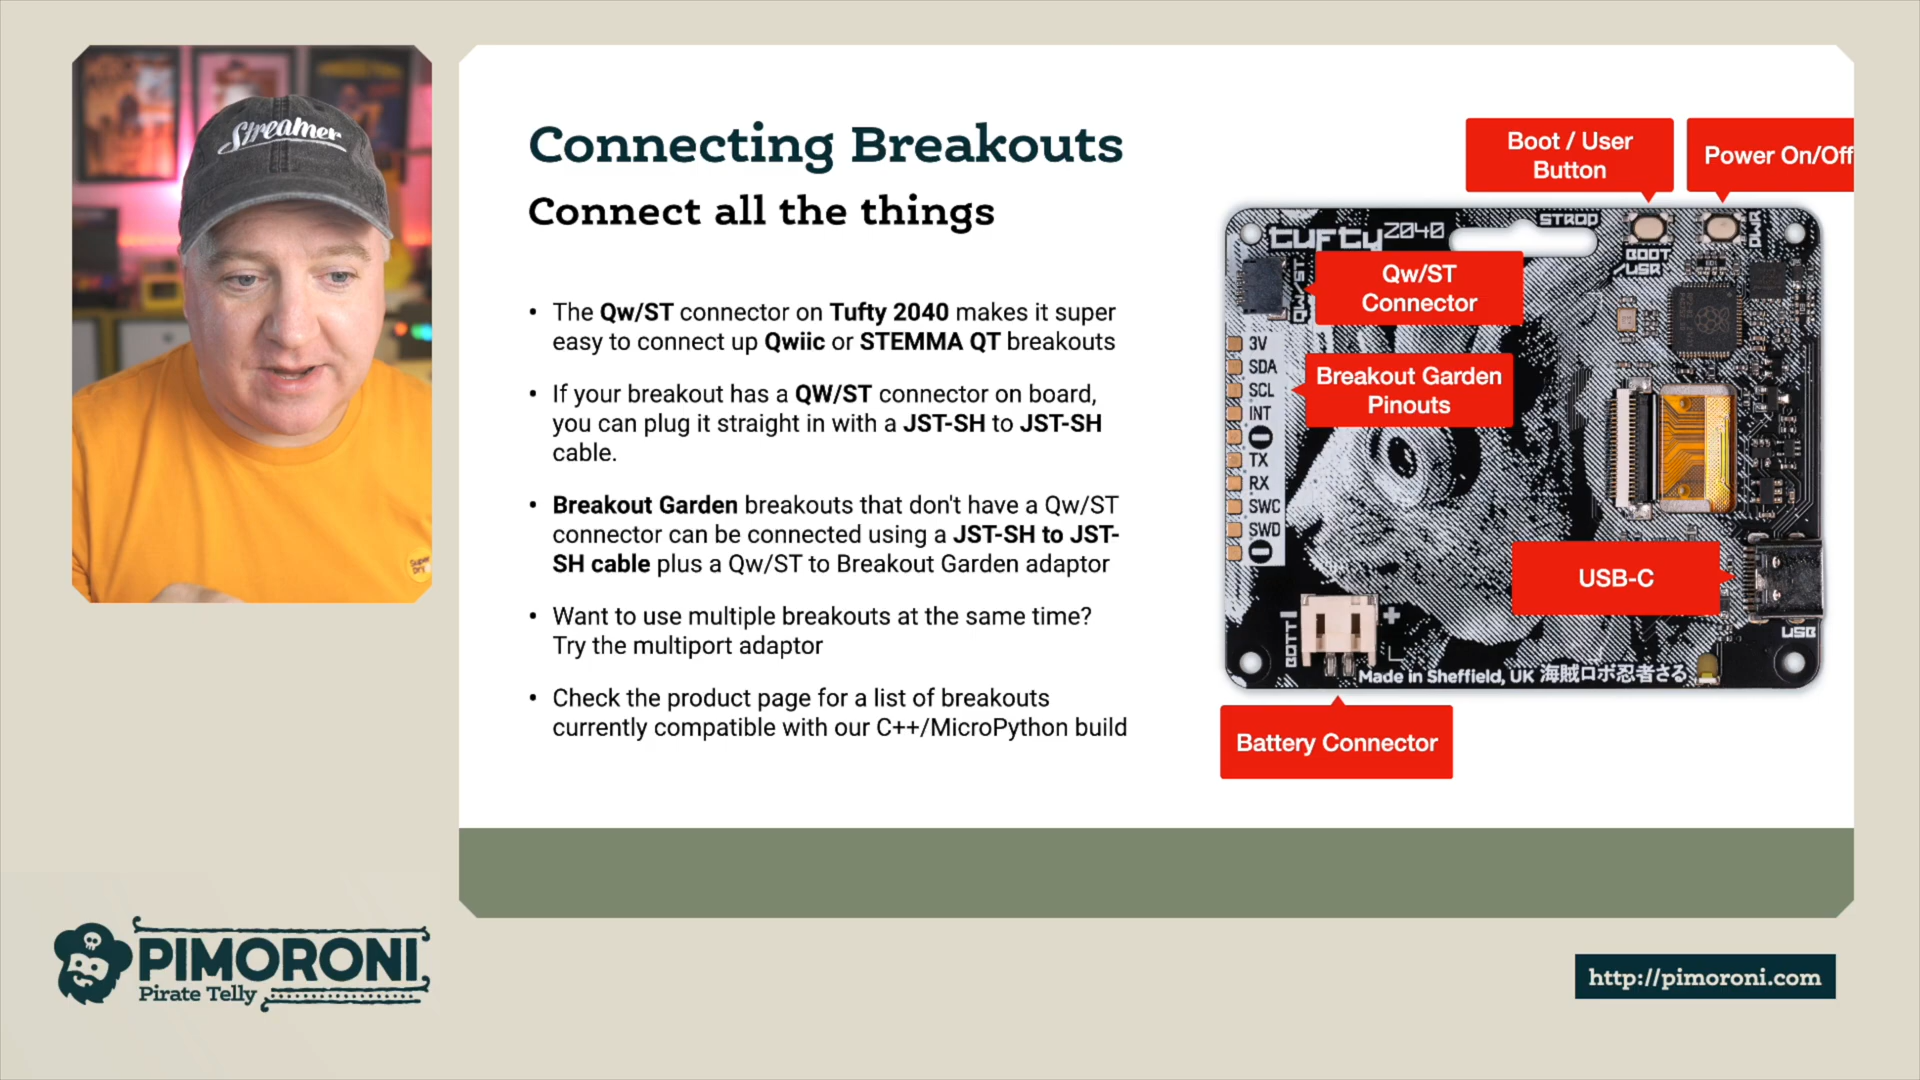 Streamer
Connecting Breakouts
Connect all the things
• The Qw/ST connector on Tufty 2040 makes it super
easy to connect up Qwiic or STEMMA QT breakouts
• If your breakout has a QW/ST connector on board,
you can plug it straight in with a JST-SH to JST-SH
cable.
• Breakout Garden breakouts that don't have a Qw/ST
connector can be connected using a JST-SH to JST-
SH cable plus a Qw/ST to Breakout Garden adaptor
• Want to use multiple breakouts at the same time?
Try the multiport adaptor
• Check the product page for a list of breakouts
currently compatible with our C++/MicroPython build
Boot / User
Button
Power On/Off
STROD
TUFTY 2040
BOOT
/USR
PWR
QW/ST
Qw/ST
Connector
3V
SDA
SCL
INT
TX
RX
SWC
SWD
Breakout Garden
Pinouts
USB-C
USB
BATT
+
Made in Sheffield, UK 海賊ロボ忍者さる
Battery Connector
PIMORONI
Pirate Telly
http://pimoroni.com